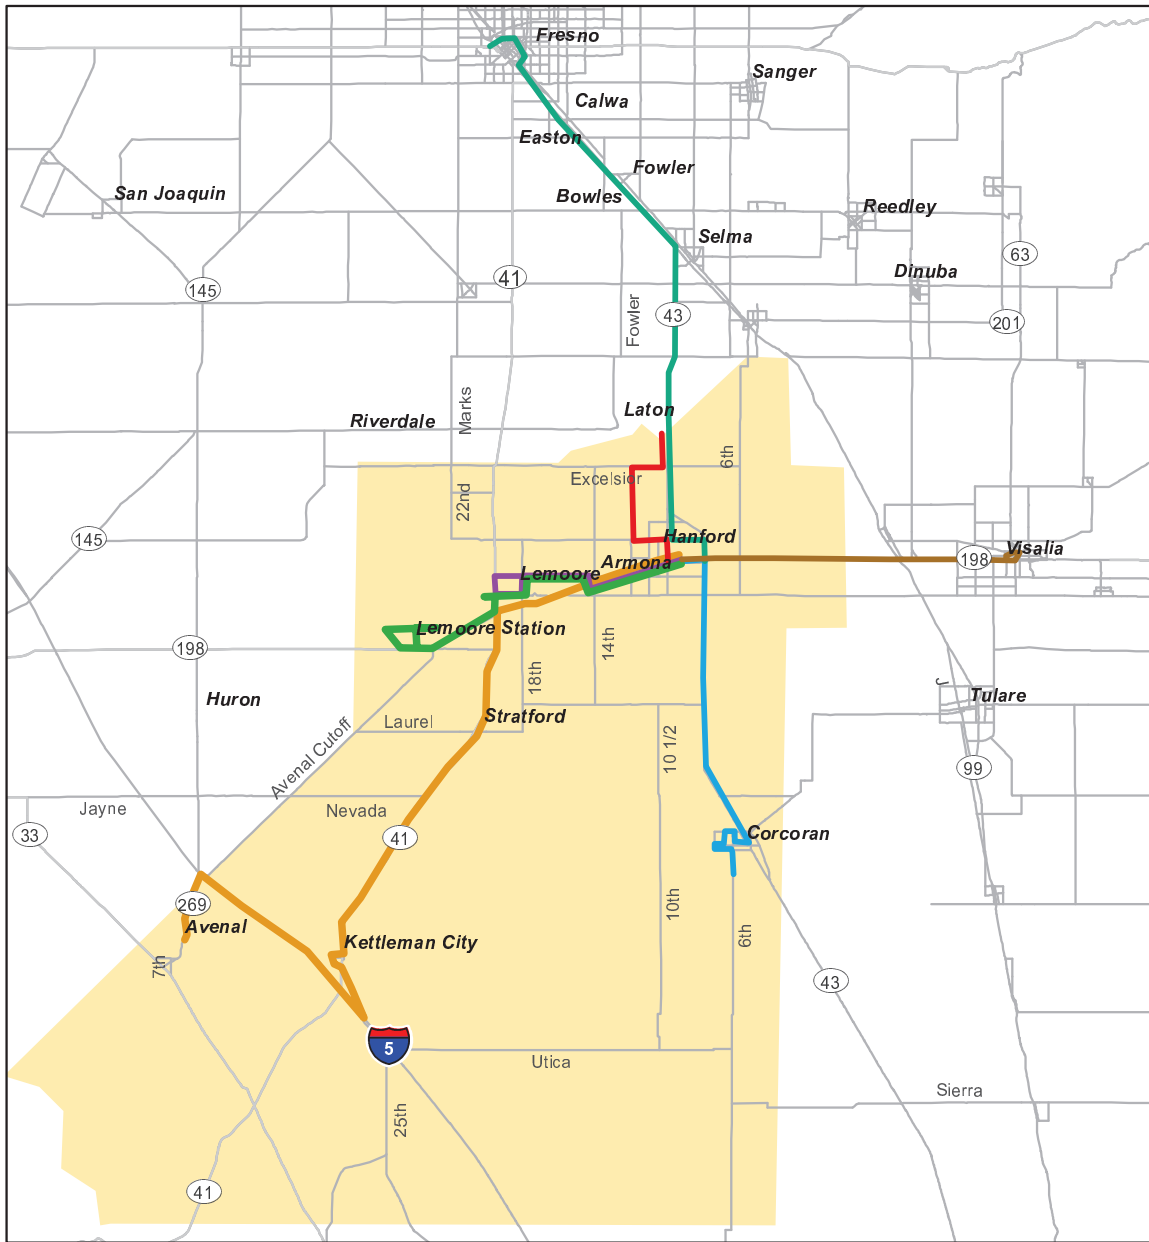 Fresno
Sanger
Calwa
Easton
Fowler
San Joaquin
Bowles
Reedley
Selma
63
Dinuba
41
145
Fowler
43
201
Marks
Laton
Riverdale
6th
Excelsior
22nd
145
Hanford
Visalia
198
Armona
Lemoore
Lemoore Station
14th
198
18th
Huron
J
Tulare
Stratford
Laurel
Avenal Cutoff
10 1/2
99
Jayne
Nevada
33
41
Corcoran
269
10th
Avenal
6th
Kettleman City
7th
43
5
Utica
Sierra
25th
41